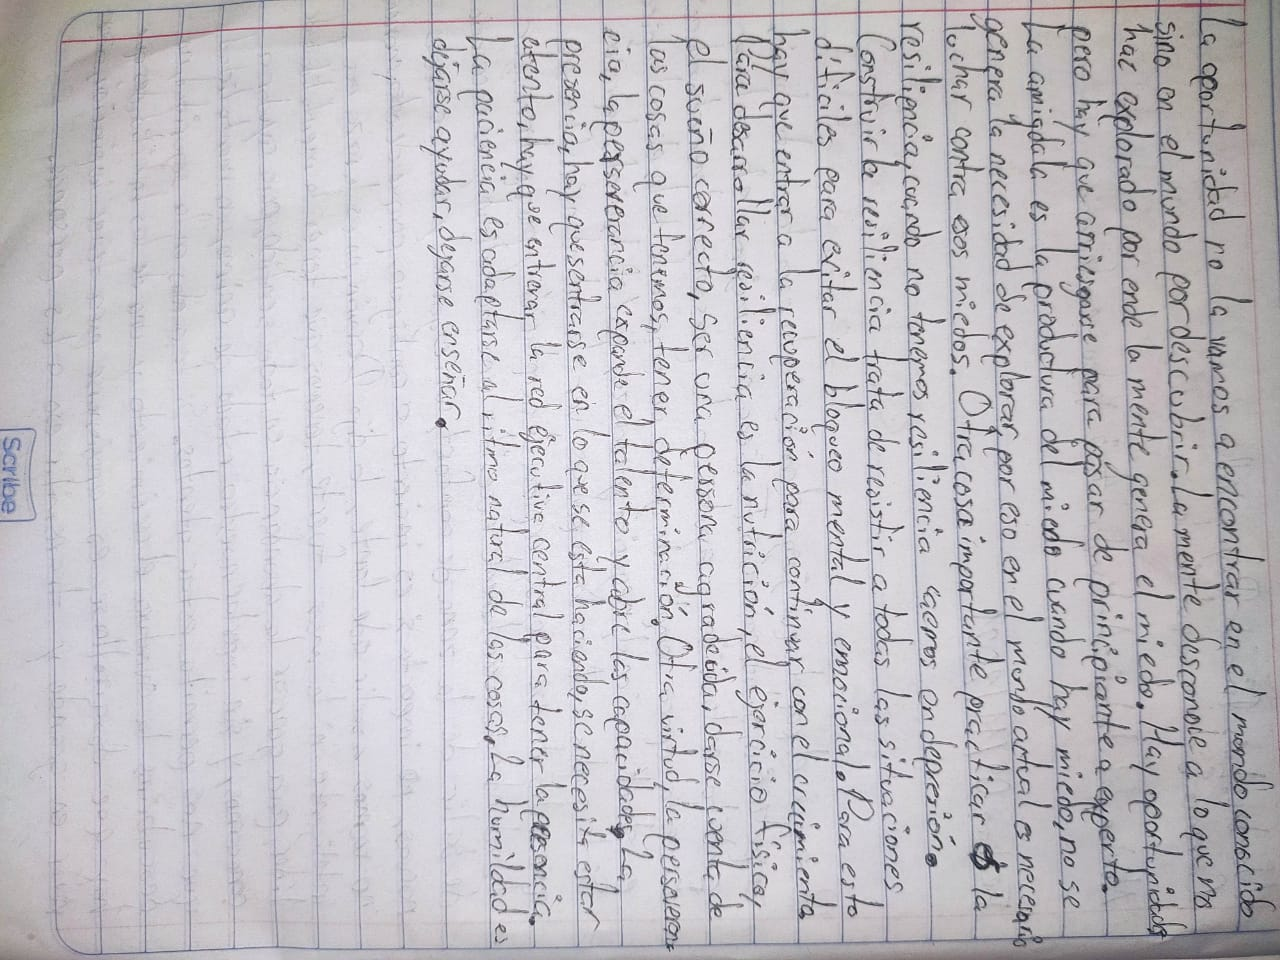 La oportunidad no la vamos a encontrar en el mundo conocido
sino en el mundo por descubrir. La mente desconoce a lo que no
hac explorado por ende la mente genera el miedo. Hay oportunidades
pero hay que arriesgarse para pasar de principiante a experto.
La amigdala es la productura del miedo cuando hay miedo, no se
genera la necesidad de explorar, por eso en el mundo actual es necesario
luchar contra esos miedos. Otra cosa importante practicar la
resiliencia, cuando no tenemos resiliencia caemos en depresión.
Construir la resiliencia trata de resistir a todas las situaciones
dificiles para evitar el bloqueo mental y emocional. Para esto
hay que entrar a la recuperación para continuar con el crecimiento.
Para desarrollar resiliencia es la nutrición, el ejercicio físico,
el sueño correcto, ser una persona agradecida, darse cuenta de
las cosas que tenemos, tener determinación. Otra virtud, la perseveran-
cia, la perseverancia expande el talento y abre las capacidades. La
presencia, hay que sentrarse en lo que se está haciendo, se necesita estar
atento, hay que entrenar la red ejecutiva central para tener la presencia.
La paciencia es adaptarse al ritmo natural de las cosas. La humildad es
dejarse ayudar, dejarse enseñar.
Scribe